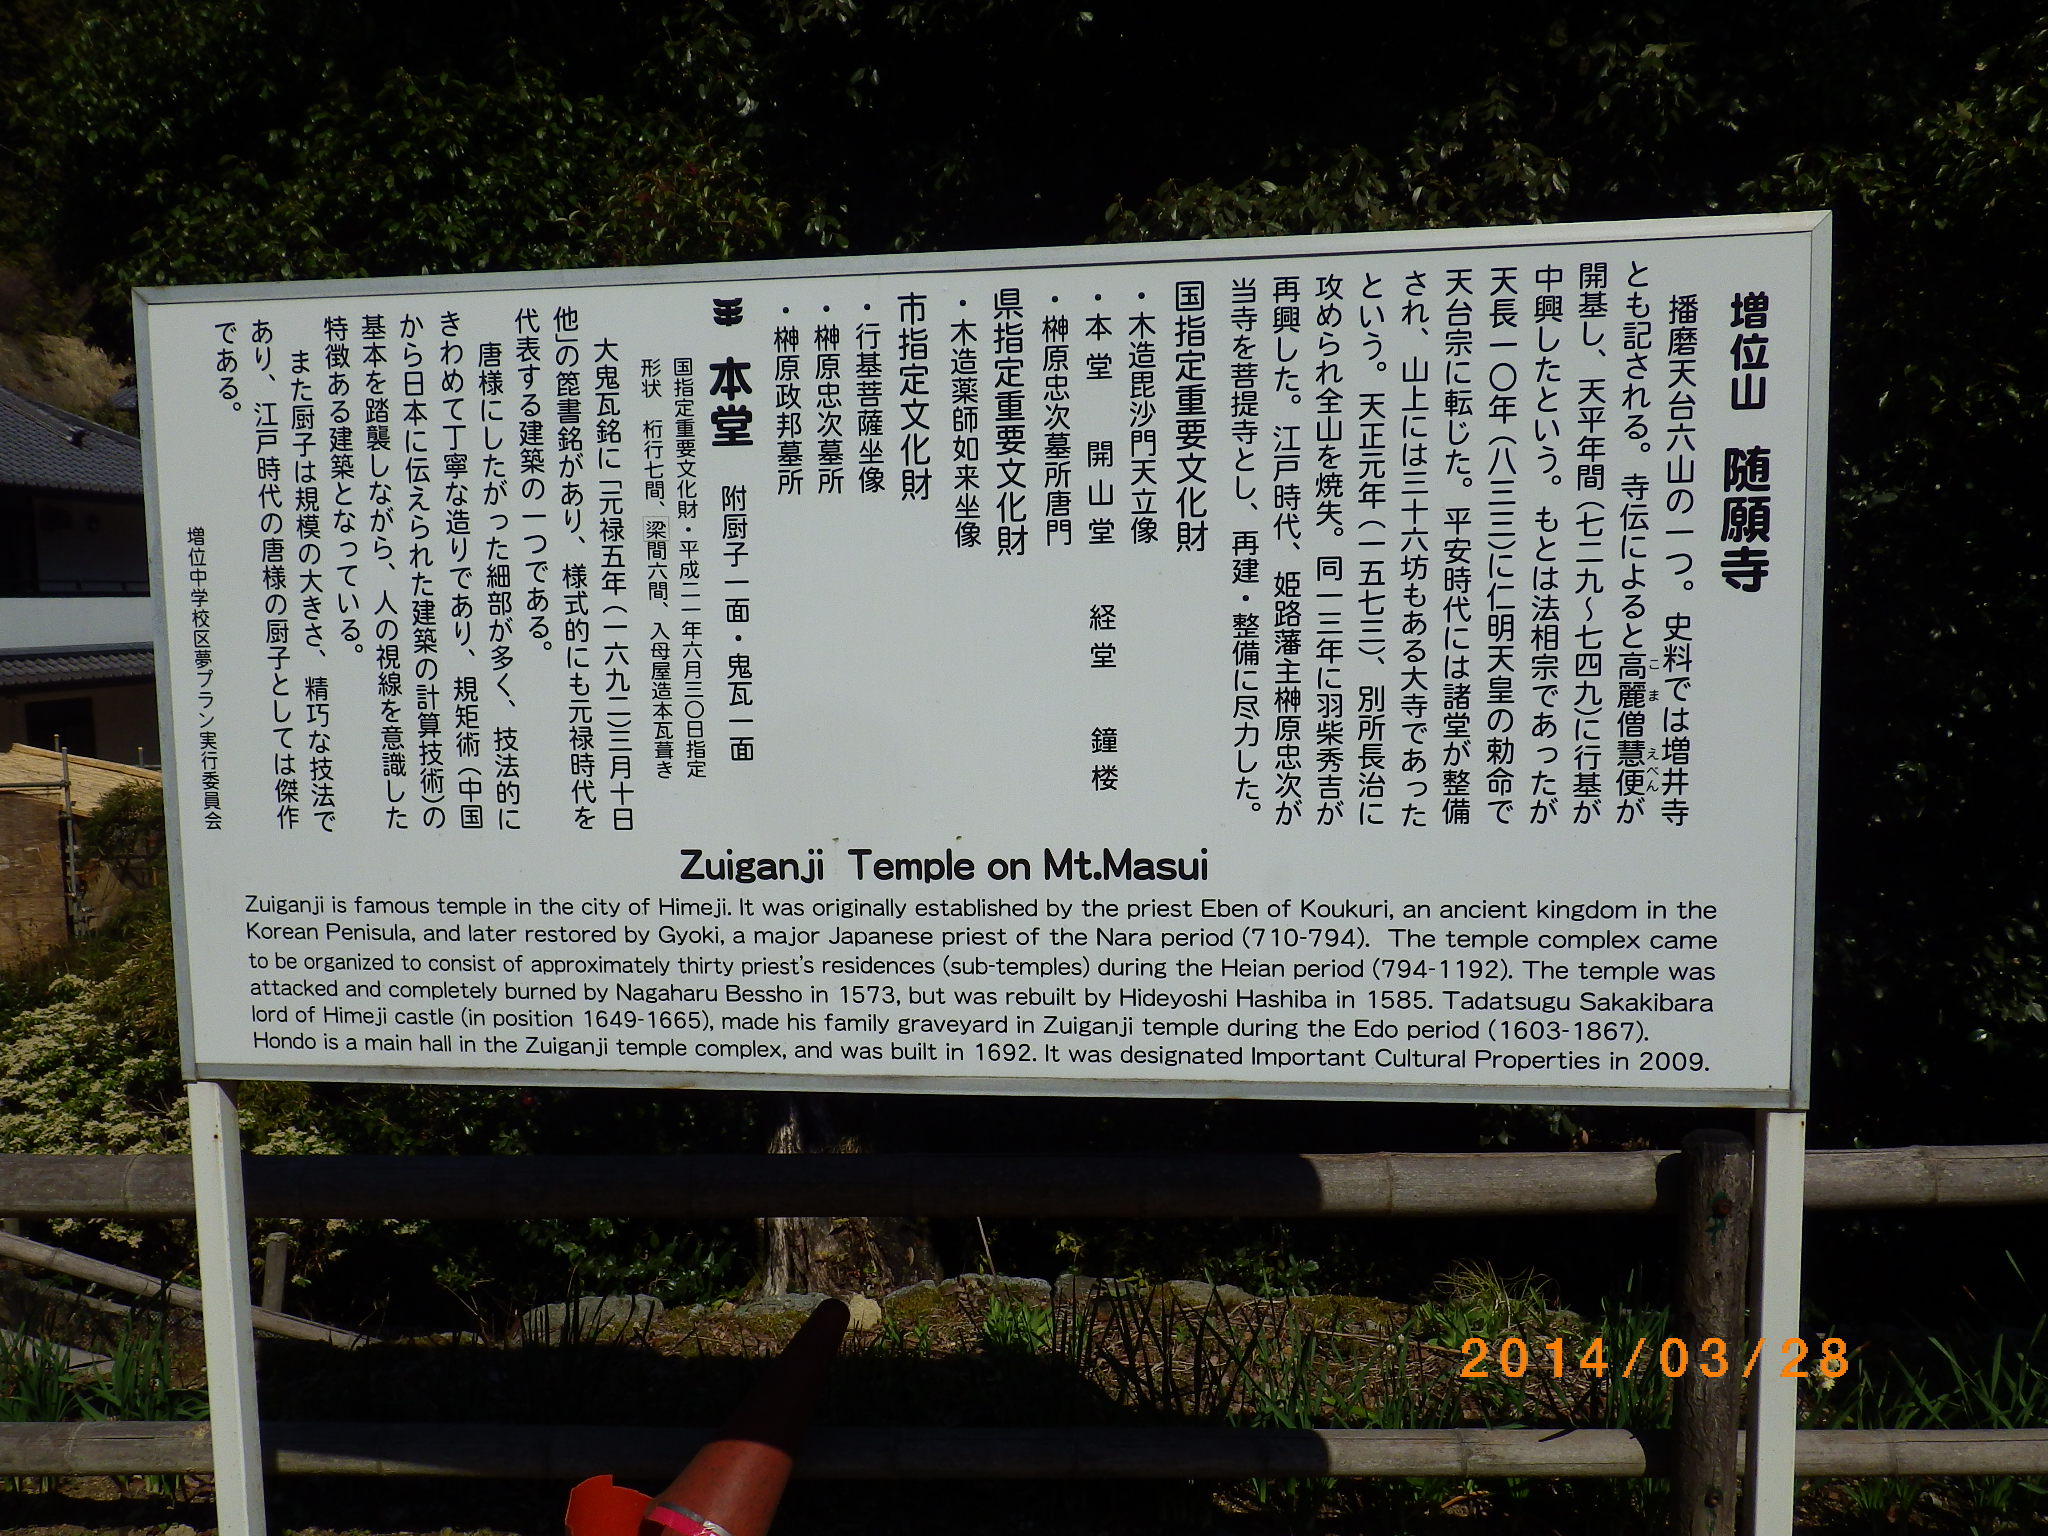 増位山 随願寺
播磨天台六山の一つ。史料では増井寺
とも記される。寺伝によると高麗僧慧便が
こま えべん
開基し、天平年間(七二九~七四九)に行基が
中興したという。もとは法相宗であったが
天長一〇年(八三三)に仁明天皇の勅命で
天台宗に転じた。平安時代には諸堂が整備
され、山上には三十六坊もある大寺であった
という。天正元年(一五七三)、別所長治に
攻められ全山を焼失。同一三年に羽柴秀吉が
再興した。江戸時代、姫路藩主榊原忠次が
当寺を菩提寺とし、再建・整備に尽力した。
国指定重要文化財
・木造毘沙門天立像
・本堂 開山堂 経堂 鐘楼
・榊原忠次墓所唐門
県指定重要文化財
・木造薬師如来坐像
市指定文化財
・行基菩薩坐像
・榊原忠次墓所
・榊原政邦墓所
本堂 附厨子一面・鬼瓦一面
国指定重要文化財・平成二一年六月三〇日指定
形状 桁行七間、梁間六間、入母屋造本瓦葺き
大鬼瓦銘に「元禄五年(一六九二)三月十日
他」の箆書銘があり、様式的にも元禄時代を
代表する建築の一つである。
唐様にしたがった細部が多く、技法的に
きわめて丁寧な造りであり、規矩術(中国
から日本に伝えられた建築の計算技術)の
基本を踏襲しながら、人の視線を意識した
特徴ある建築となっている。
また厨子は規模の大きさ、精巧な技法で
あり、江戸時代の唐様の厨子としては傑作
である。
増位中学校区夢プラン実行委員会
Zuiganji Temple on Mt.Masui
Zuiganji is famous temple in the city of Himeji. It was originally established by the priest Eben of Koukuri, an ancient kingdom in the
Korean Penisula, and later restored by Gyoki, a major Japanese priest of the Nara period (710-794). The temple complex came
to be organized to consist of approximately thirty priest's residences (sub-temples) during the Heian period (794-1192). The temple was
attacked and completely burned by Nagaharu Bessho in 1573, but was rebuilt by Hideyoshi Hashiba in 1585. Tadatsugu Sakakibara
lord of Himeji castle (in position 1649-1665), made his family graveyard in Zuiganji temple during the Edo period (1603-1867).
Hondo is a main hall in the Zuiganji temple complex, and was built in 1692. It was designated Important Cultural Properties in 2009.
2014/03/28